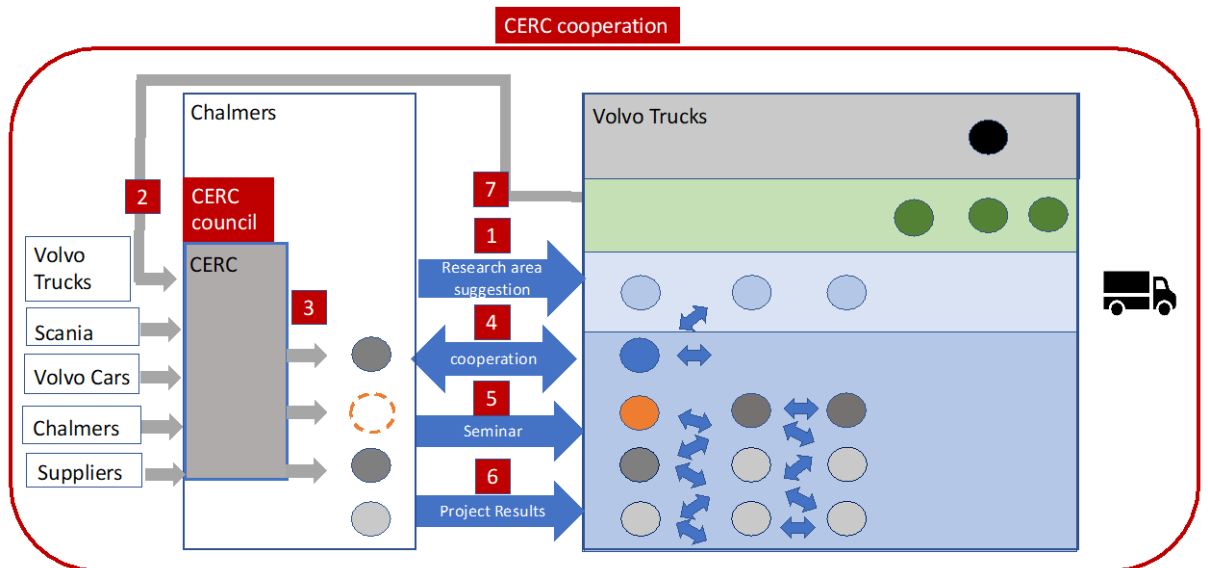 CERC cooperation
Chalmers
Volvo Trucks
2
CERC
council
7
1
Volvo
Trucks
CERC
Research area
suggestion
3
Scania
4
cooperation
Volvo Cars
5
Chalmers
Seminar
Suppliers
6
Project Results